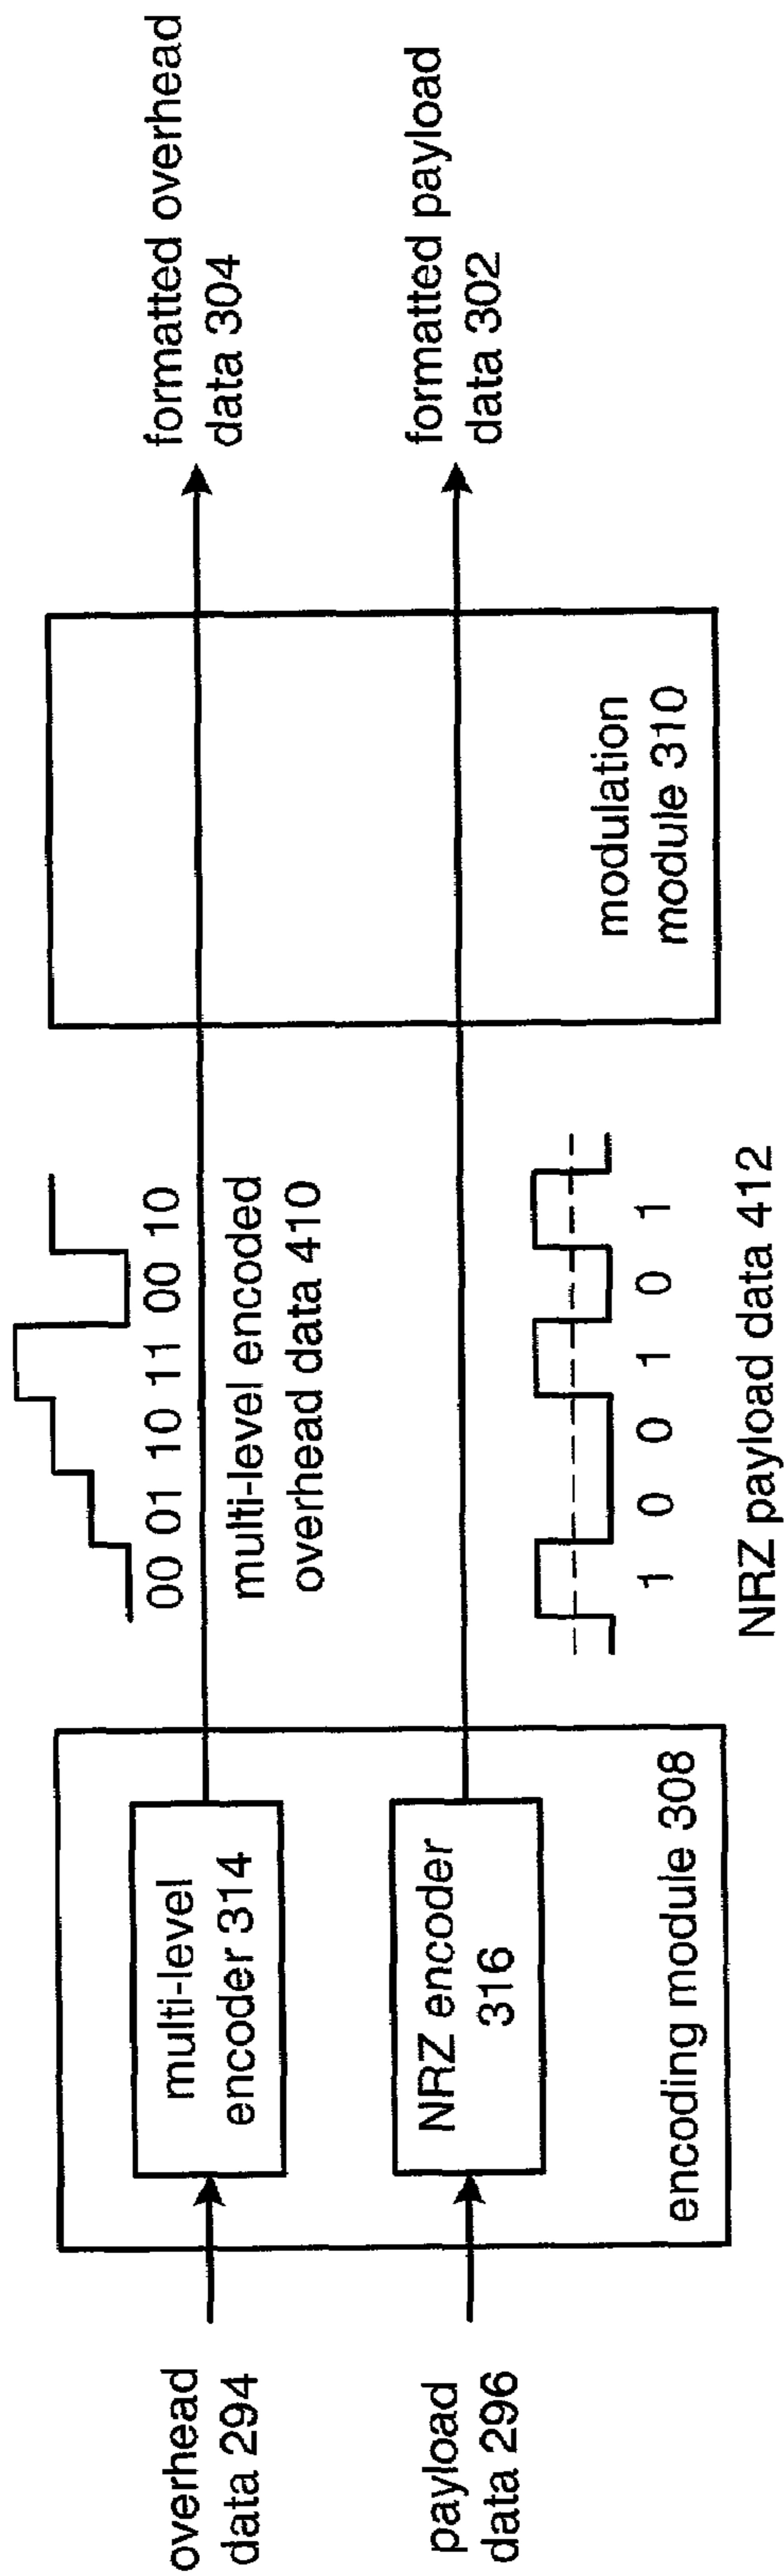 overhead
data 294
payload
data 296
multi-level
encoder 314
NRZ encoder
316
encoding module 308
00 01 10 11 00 10
multi-level encoded
overhead data 410
1 0 0 1 0 1
NRZ payload data 412
modulation
module 310
formatted overhead
data 304
formatted payload
data 302